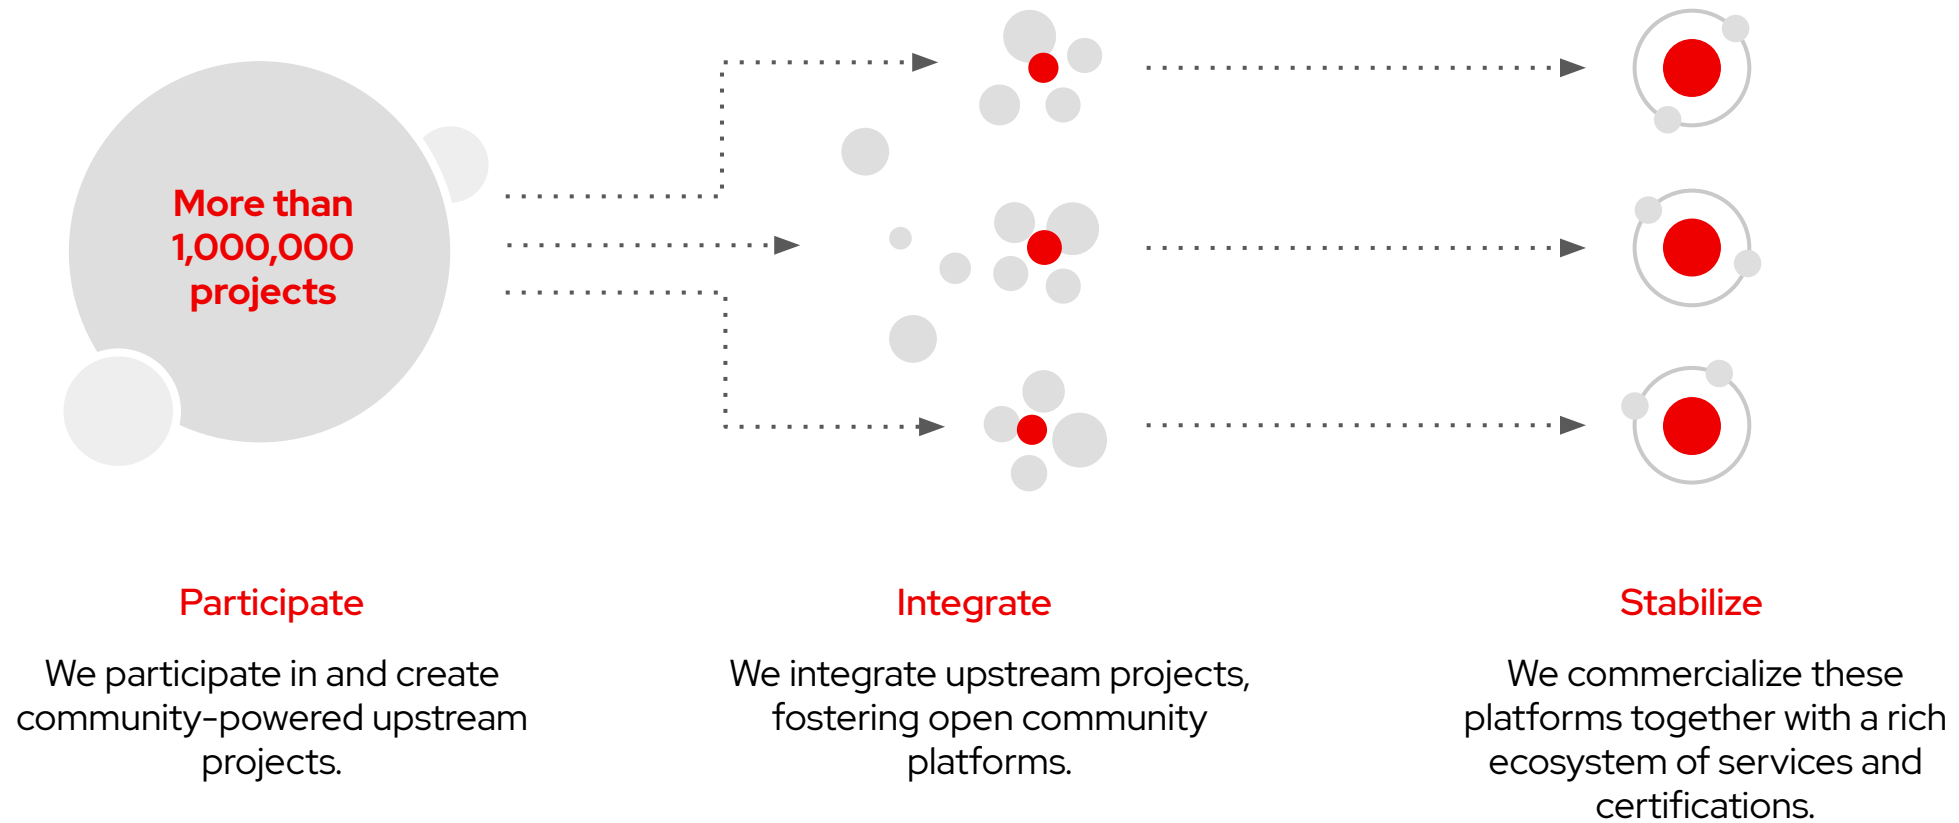 More than
1,000,000
projects
Participate
We participate in and create
community-powered upstream
projects.
Integrate
We integrate upstream projects,
fostering open community
platforms.
Stabilize
We commercialize these
platforms together with a rich
ecosystem of services and
certifications.